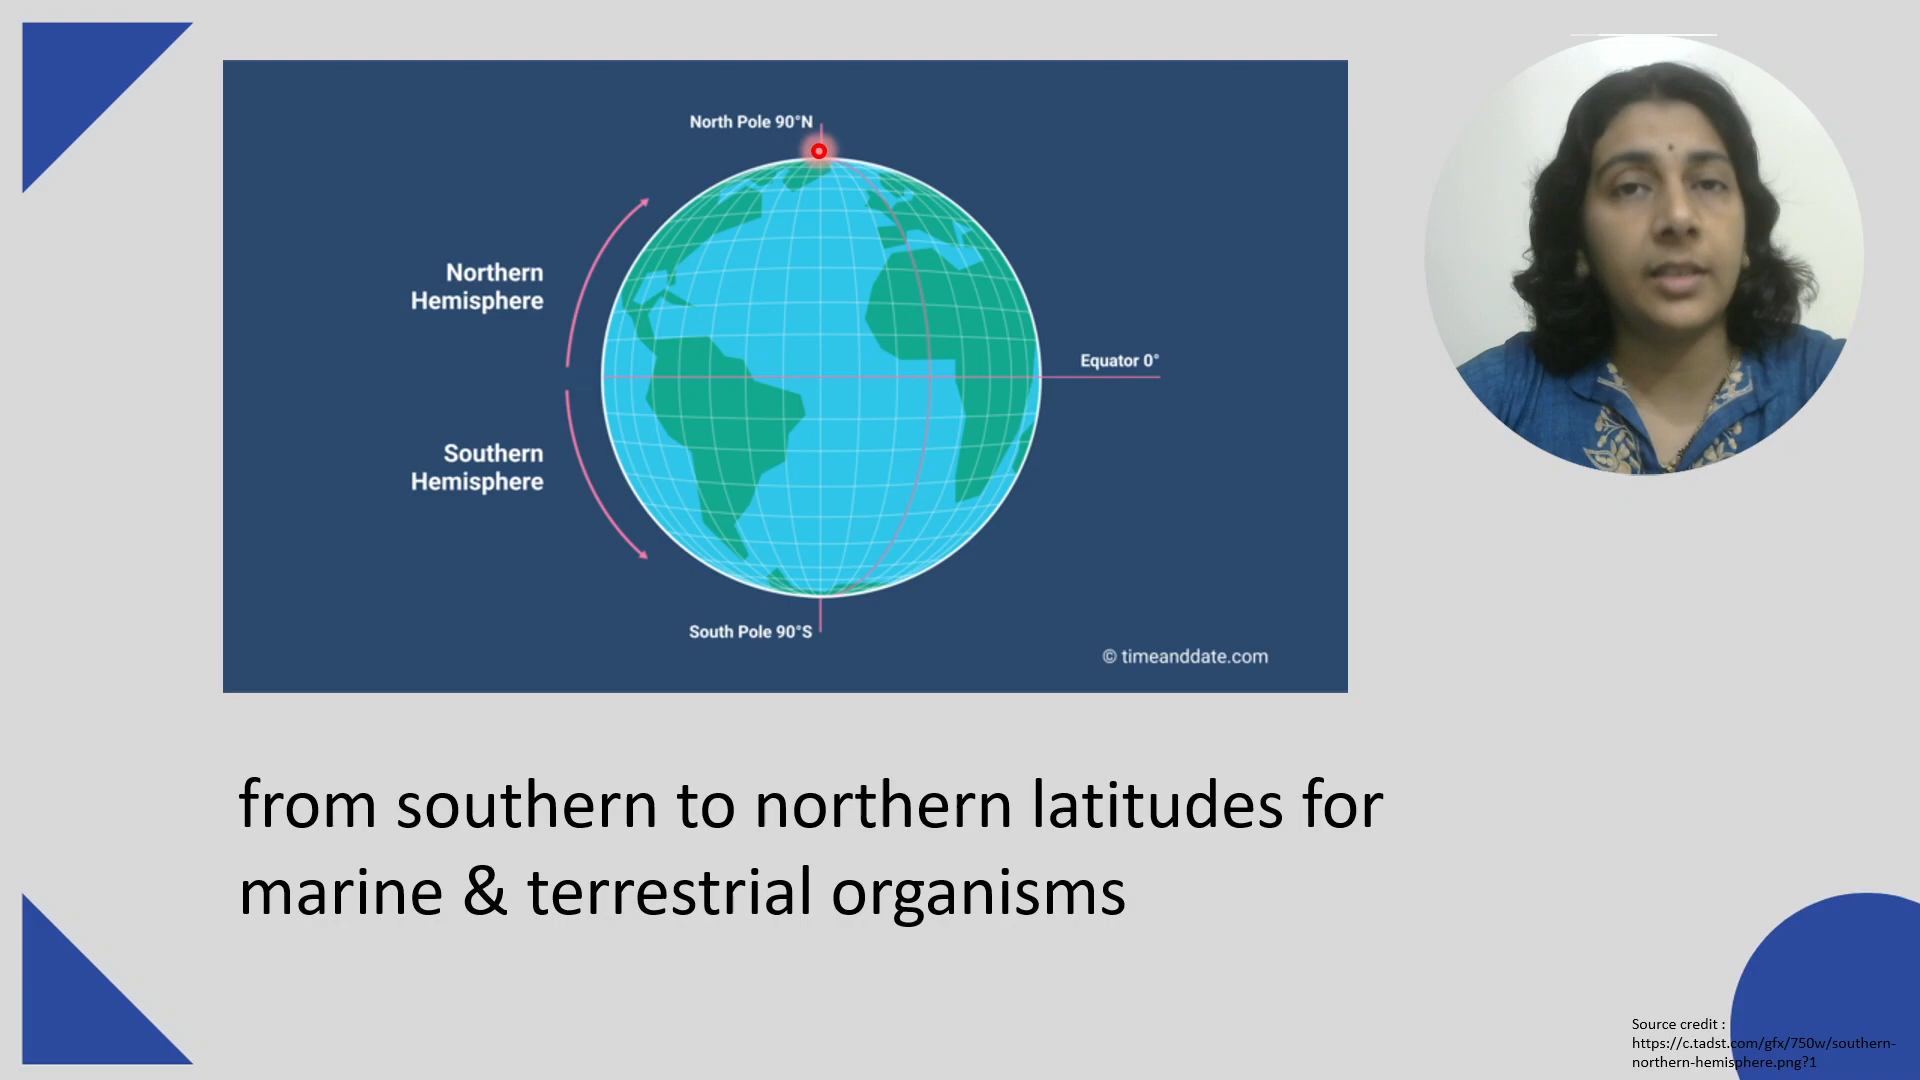 North Pole 90°N
Northern
Hemisphere
Equator 0°
Southern
Hemisphere
South Pole 90°S
© timeanddate.com
from southern to northern latitudes for
marine & terrestrial organisms
Source credit :
https://c.tadst.com/gfx/750w/southern-
northern-hemisphere.png?1